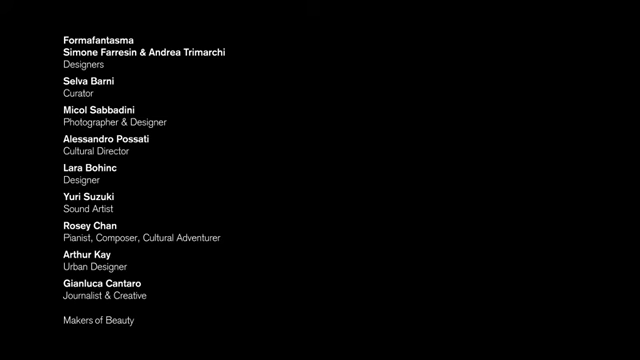 Formafantasma
Simone Farresin & Andrea Trimarchi
Designers
Selva Barni
Curator
Micol Sabbadini
Photographer & Designer
Alessandro Possati
Cultural Director
Lara Bohinc
Designer
Yuri Suzuki
Sound Artist
Rosey Chan
Pianist, Composer, Cultural Adventurer
Arthur Kay
Urban Designer
Gianluca Cantaro
Journalist & Creative
Makers of Beauty